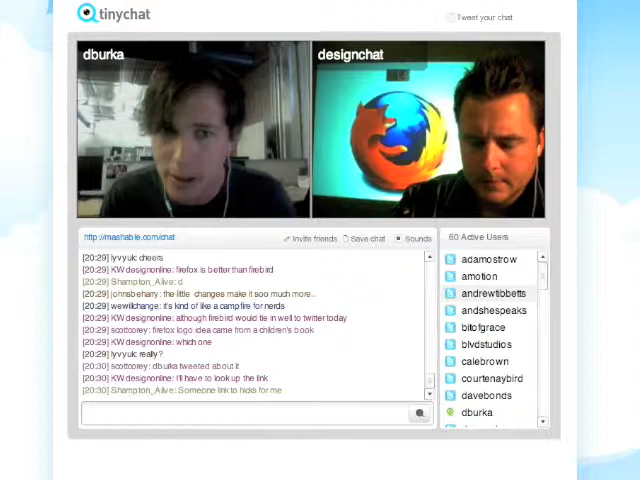 tinychat
Tweet your chat
dburka
designchat
http://mashable.com/chat
Invite friends
Save chat
Sounds
60 Active Users
[20:29] lyvyuk: cheers
[20:29] KW designonline: firefox is better than firebird
[20:29] Shampton_Alive: d
[20:29] johnsbeharry: the little changes make it soo much more..
[20:29] wewillchange: it's kind of like a campfire for nerds
[20:29] KW designonline: although firebird would tie in well to twitter today
[20:29] scottcorey: firefox logo idea came from a children's book
[20:29] KW designonline: which one
[20:29] lyvyuk: really?
[20:30] scottcorey: dburka tweeted about it
[20:30] KW designonline: I'll have to look up the link
[20:30] Shampton_Alive: Someone link to hicks for me
adamostrow
amotion
andrewtibbetts
andshespeaks
bitofgrace
blvdstudios
calebrown
courtenaybird
davebonds
dburka